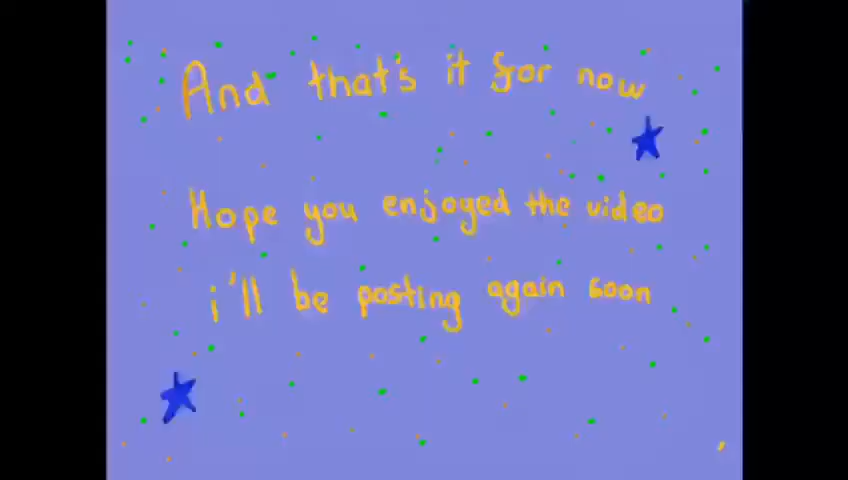 And that's it for now
Hope you enjoyed the video
i'll be posting again soon